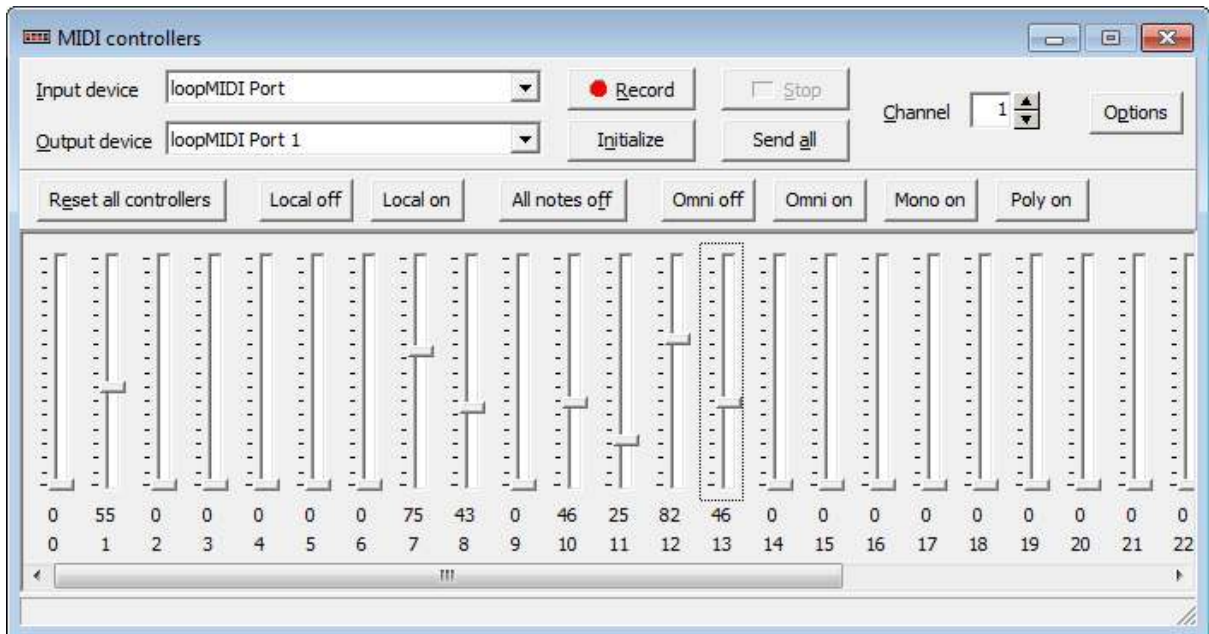 MIDI controllers
Input device loopMIDI Port Record Stop
Channel 1 Options
Output device loopMIDI Port 1 Initialize Send all
Reset all controllers Local off Local on All notes off Omni off Omni on Mono on Poly on
0 55 0 0 0 0 0 75 43 0 46 25 82 46 0 0 0 0 0 0 0 0 0
0 1 2 3 4 5 6 7 8 9 10 11 12 13 14 15 16 17 18 19 20 21 22